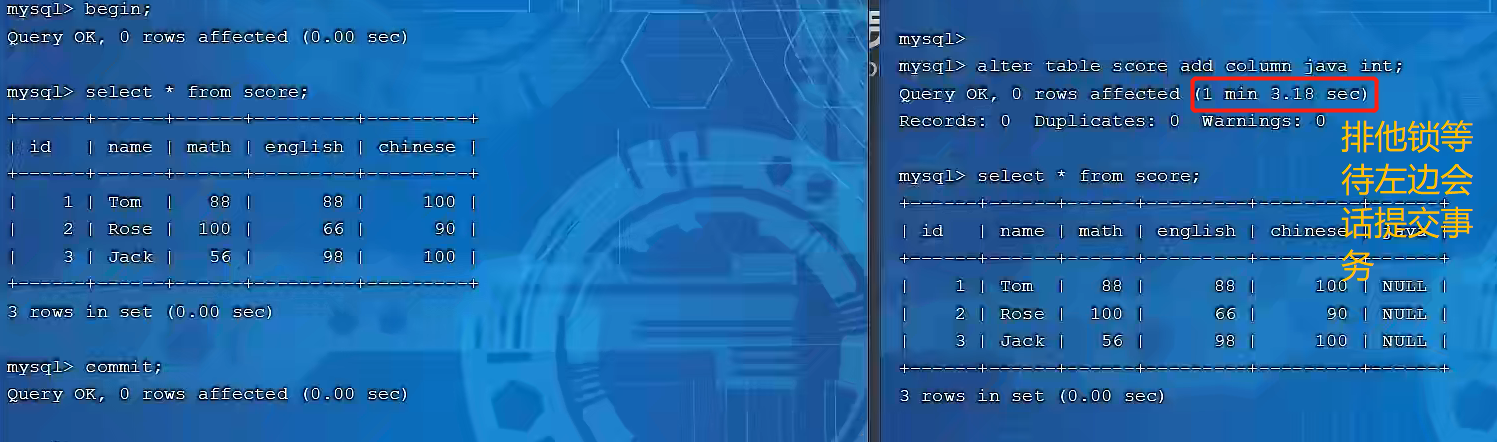 mysql> begin;
Query OK, 0 rows affected (0.00 sec)
mysql> select * from score;
+------+------+------+---------+---------+
| id   | name | math | english | chinese |
+------+------+------+---------+---------+
|    1 | Tom  |   88 |      88 |     100 |
|    2 | Rose |  100 |      66 |      90 |
|    3 | Jack |   56 |      98 |     100 |
+------+------+------+---------+---------+
3 rows in set (0.00 sec)
mysql> commit;
Query OK, 0 rows affected (0.00 sec)
mysql>
mysql> alter table score add column java int;
Query OK, 0 rows affected (1 min 3.18 sec)
Records: 0  Duplicates: 0  Warnings: 0
mysql> select * from score;
+------+------+------+---------+---------+------+
| id   | name | math | english | chinese | java |
+------+------+------+---------+---------+------+
|    1 | Tom  |   88 |      88 |     100 | NULL |
|    2 | Rose |  100 |      66 |      90 | NULL |
|    3 | Jack |   56 |      98 |     100 | NULL |
+------+------+------+---------+---------+------+
3 rows in set (0.00 sec)
排他锁等
待左边会
话提交事
务